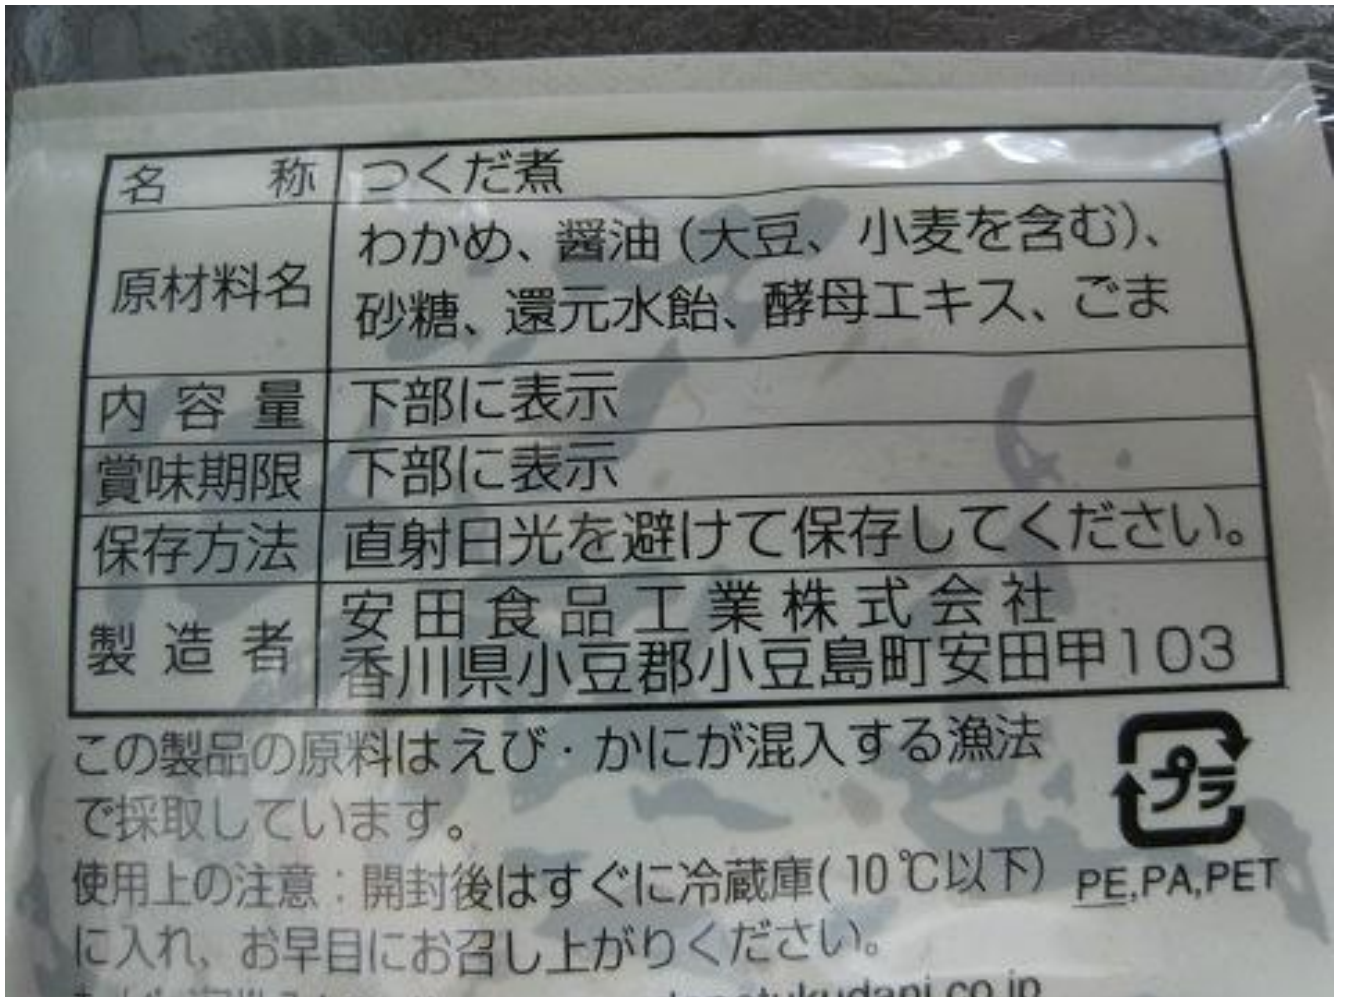 名 称 つくだ煮
原材料名 わかめ、醤油(大豆、小麦を含む)、
砂糖、還元水飴、酵母エキス、ごま
内容量 下部に表示
賞味期限 下部に表示
保存方法 直射日光を避けて保存してください。
製造者 安田食品工業株式会社
香川県小豆郡小豆島町安田甲103
この製品の原料はえび・かにが混入する漁法
で採取しています。
プラ
使用上の注意:開封後はすぐに冷蔵庫(10℃以下)
PE,PA,PET
に入れ、お早目にお召し上がりください。